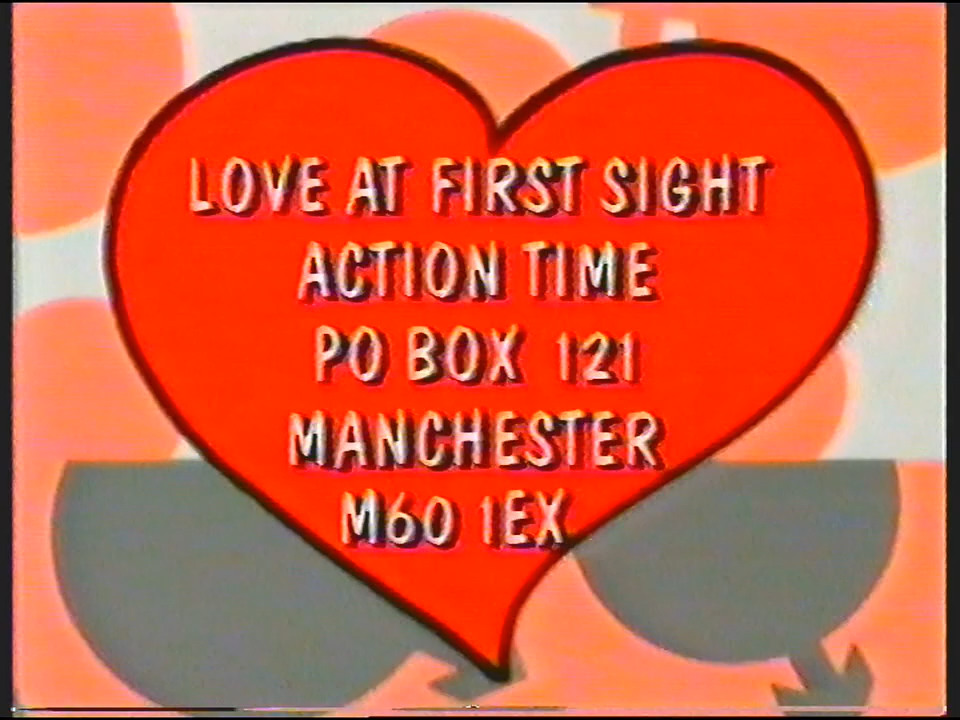 LOVE AT FIRST SIGHT
ACTION TIME
PO BOX 121
MANCHESTER
M60 1EX